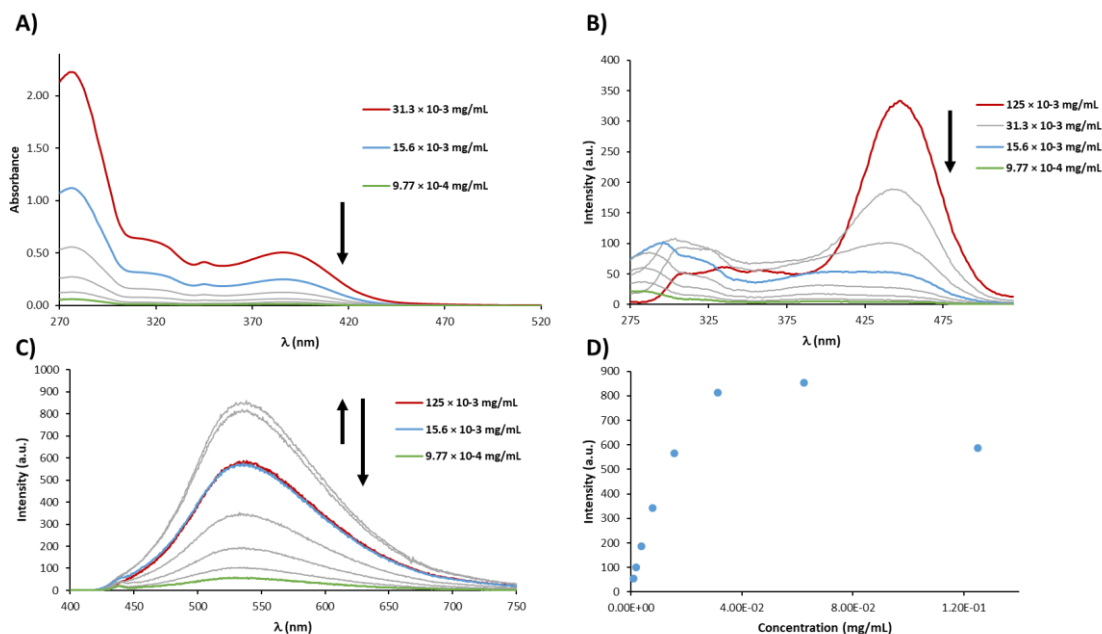 A)
Absorbance
2.00
1.50
1.00
0.50
0.00
270 320 370 420 470 520
λ (nm)
31.3 × 10-3 mg/mL
15.6 × 10-3 mg/mL
9.77 × 10-4 mg/mL
B)
Intensity (a.u.)
400
350
300
250
200
150
100
50
0
275 325 375 425 475
λ (nm)
125 × 10-3 mg/mL
31.3 × 10-3 mg/mL
15.6 × 10-3 mg/mL
9.77 × 10-4 mg/mL
C)
Intensity (a.u.)
1000
900
800
700
600
500
400
300
200
100
0
400 450 500 550 600 650 700 750
λ (nm)
125 × 10-3 mg/mL
15.6 × 10-3 mg/mL
9.77 × 10-4 mg/mL
D)
Intensity (a.u.)
900
800
700
600
500
400
300
200
100
0
0.00E+00 4.00E-02 8.00E-02 1.20E-01
Concentration (mg/mL)